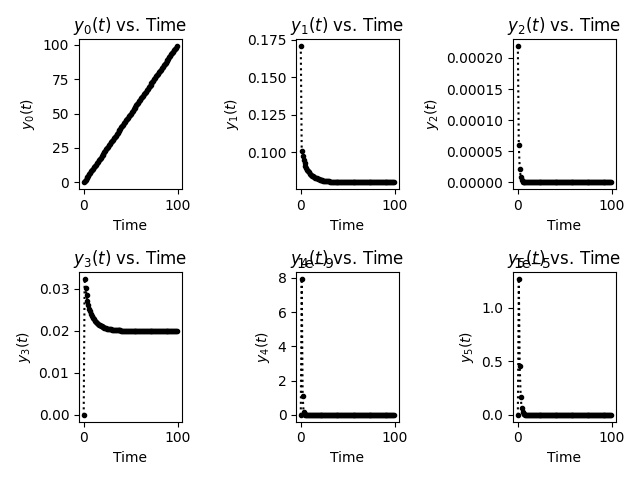 y0(t) vs. Time
100
75
50
25
0
y0(t)
0
100
Time
y1(t) vs. Time
0.175
0.150
0.125
0.100
y1(t)
0
100
Time
y2(t) vs. Time
0.00020
0.00015
0.00010
0.00005
0.00000
y2(t)
0
100
Time
y3(t) vs. Time
0.03
0.02
0.01
0.00
y3(t)
0
100
Time
y4(t) vs. Time
1e−9
8
6
4
2
0
y4(t)
0
100
Time
y5(t) vs. Time
1e−5
1.0
0.5
0.0
y5(t)
0
100
Time